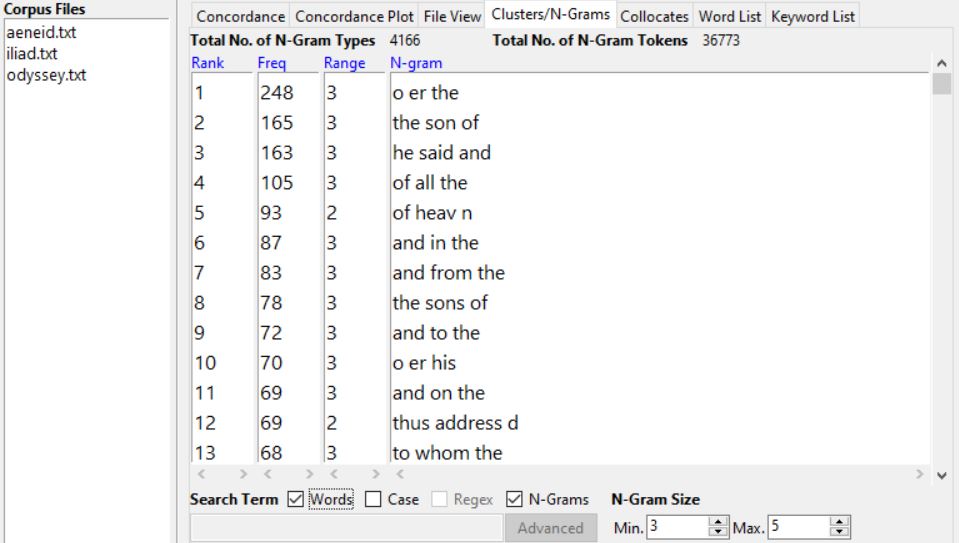 Corpus Files
aeneid.txt
iliad.txt
odyssey.txt
Concordance Concordance Plot File View Clusters/N-Grams Collocates Word List Keyword List
Total No. of N-Gram Types 4166 Total No. of N-Gram Tokens 36773
Rank Freq Range N-gram
1 248 3 o er the
2 165 3 the son of
3 163 3 he said and
4 105 3 of all the
5 93 2 of heav n
6 87 3 and in the
7 83 3 and from the
8 78 3 the sons of
9 72 3 and to the
10 70 3 o er his
11 69 3 and on the
12 69 2 thus address d
13 68 3 to whom the
Search Term Words Case Regex N-Grams N-Gram Size
Advanced Min. 3 Max. 5